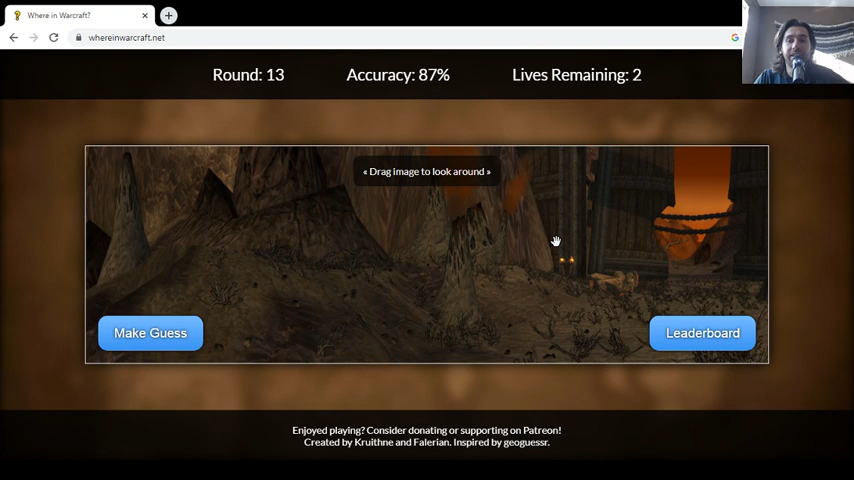 Where in Warcraft?
whereinwarcraft.net
Round: 13
Accuracy: 87%
Lives Remaining: 2
« Drag image to look around »
Make Guess
Leaderboard
Enjoyed playing? Consider donating or supporting on Patreon!
Created by Kruithne and Falerian. Inspired by geoguessr.